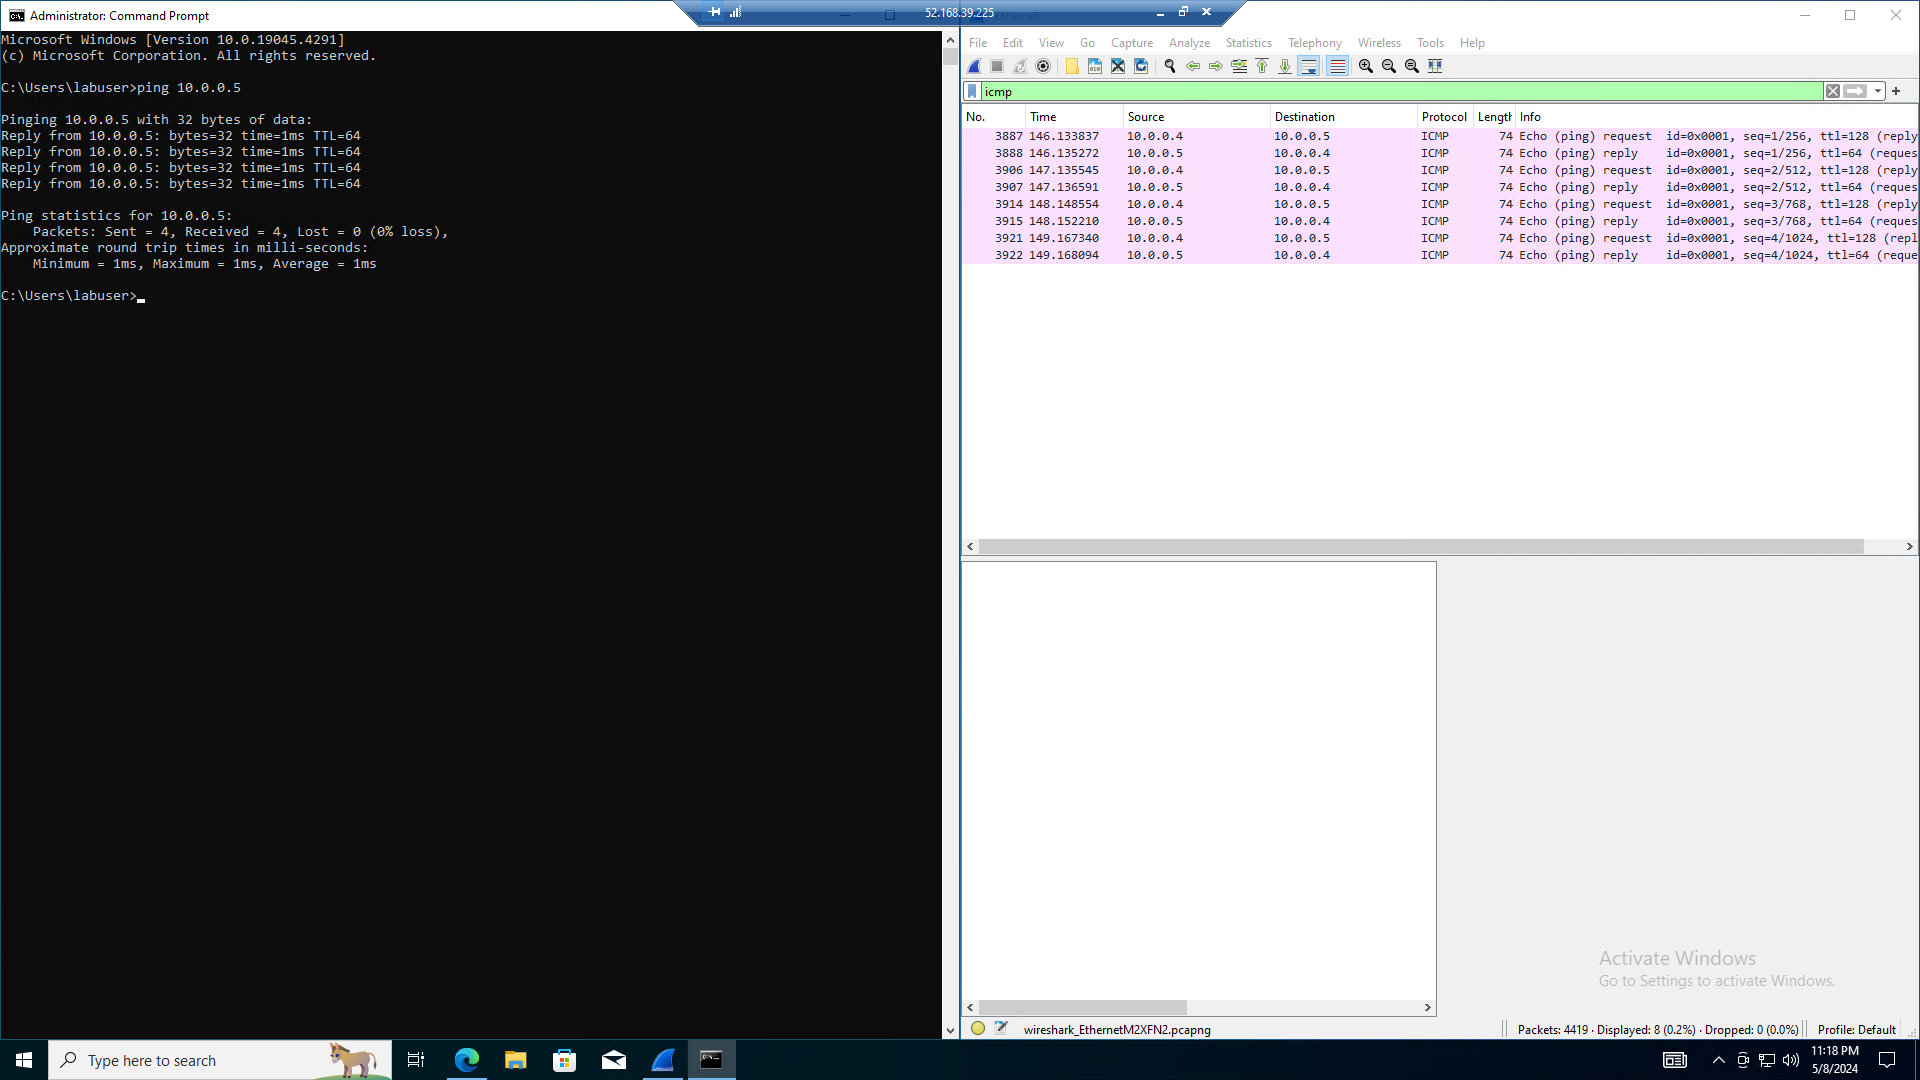 Administrator: Command Prompt
52.168.39.225
Microsoft Windows [Version 10.0.19045.4291]
(c) Microsoft Corporation. All rights reserved.
C:\Users\labuser>ping 10.0.0.5
Pinging 10.0.0.5 with 32 bytes of data:
Reply from 10.0.0.5: bytes=32 time=1ms TTL=64
Reply from 10.0.0.5: bytes=32 time=1ms TTL=64
Reply from 10.0.0.5: bytes=32 time=1ms TTL=64
Reply from 10.0.0.5: bytes=32 time=1ms TTL=64
Ping statistics for 10.0.0.5:
Packets: Sent = 4, Received = 4, Lost = 0 (0% loss),
Approximate round trip times in milli-seconds:
Minimum = 1ms, Maximum = 1ms, Average = 1ms
C:\Users\labuser>
File Edit View Go Capture Analyze Statistics Telephony Wireless Tools Help
icmp
No. Time Source Destination Protocol Length Info
3887 146.133837 10.0.0.4 10.0.0.5 ICMP 74 Echo (ping) request id=0x0001, seq=1/256, ttl=128 (reply
3888 146.135272 10.0.0.5 10.0.0.4 ICMP 74 Echo (ping) reply id=0x0001, seq=1/256, ttl=64 (reques
3906 147.135545 10.0.0.4 10.0.0.5 ICMP 74 Echo (ping) request id=0x0001, seq=2/512, ttl=128 (reply
3907 147.136591 10.0.0.5 10.0.0.4 ICMP 74 Echo (ping) reply id=0x0001, seq=2/512, ttl=64 (reques
3914 148.148554 10.0.0.4 10.0.0.5 ICMP 74 Echo (ping) request id=0x0001, seq=3/768, ttl=128 (reply
3915 148.152210 10.0.0.5 10.0.0.4 ICMP 74 Echo (ping) reply id=0x0001, seq=3/768, ttl=64 (reques
3921 149.167340 10.0.0.4 10.0.0.5 ICMP 74 Echo (ping) request id=0x0001, seq=4/1024, ttl=128 (repl
3922 149.168094 10.0.0.5 10.0.0.4 ICMP 74 Echo (ping) reply id=0x0001, seq=4/1024, ttl=64 (reque
Activate Windows
Go to Settings to activate Windows.
wireshark_EthernetM2XFN2.pcapng
Packets: 4419 · Displayed: 8 (0.2%) · Dropped: 0 (0.0%)
Profile: Default
Type here to search
11:18 PM
5/8/2024